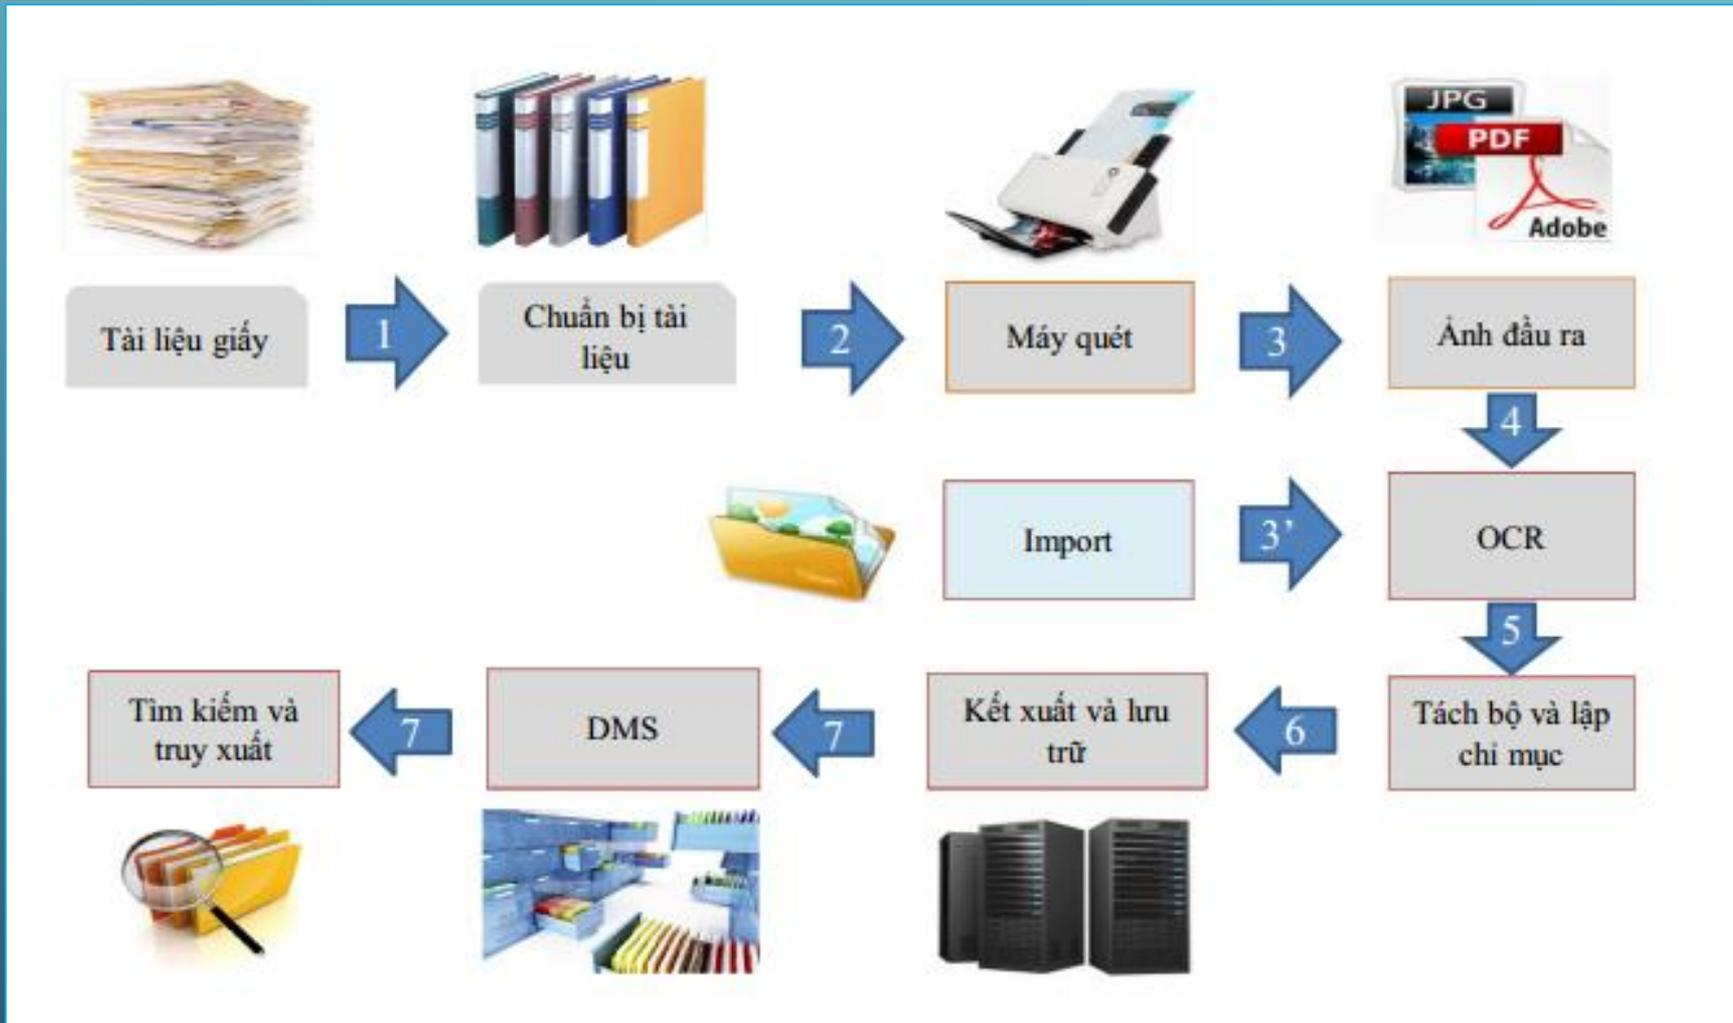 JPG
PDF
Adobe
Tài liệu giấy
1
Chuẩn bị tài
liệu
2
Máy quét
3
Ảnh đầu ra
4
Import
3’
OCR
5
Tìm kiếm và
truy xuất
7
DMS
7
Kết xuất và lưu
trữ
6
Tách bộ và lập
chỉ mục